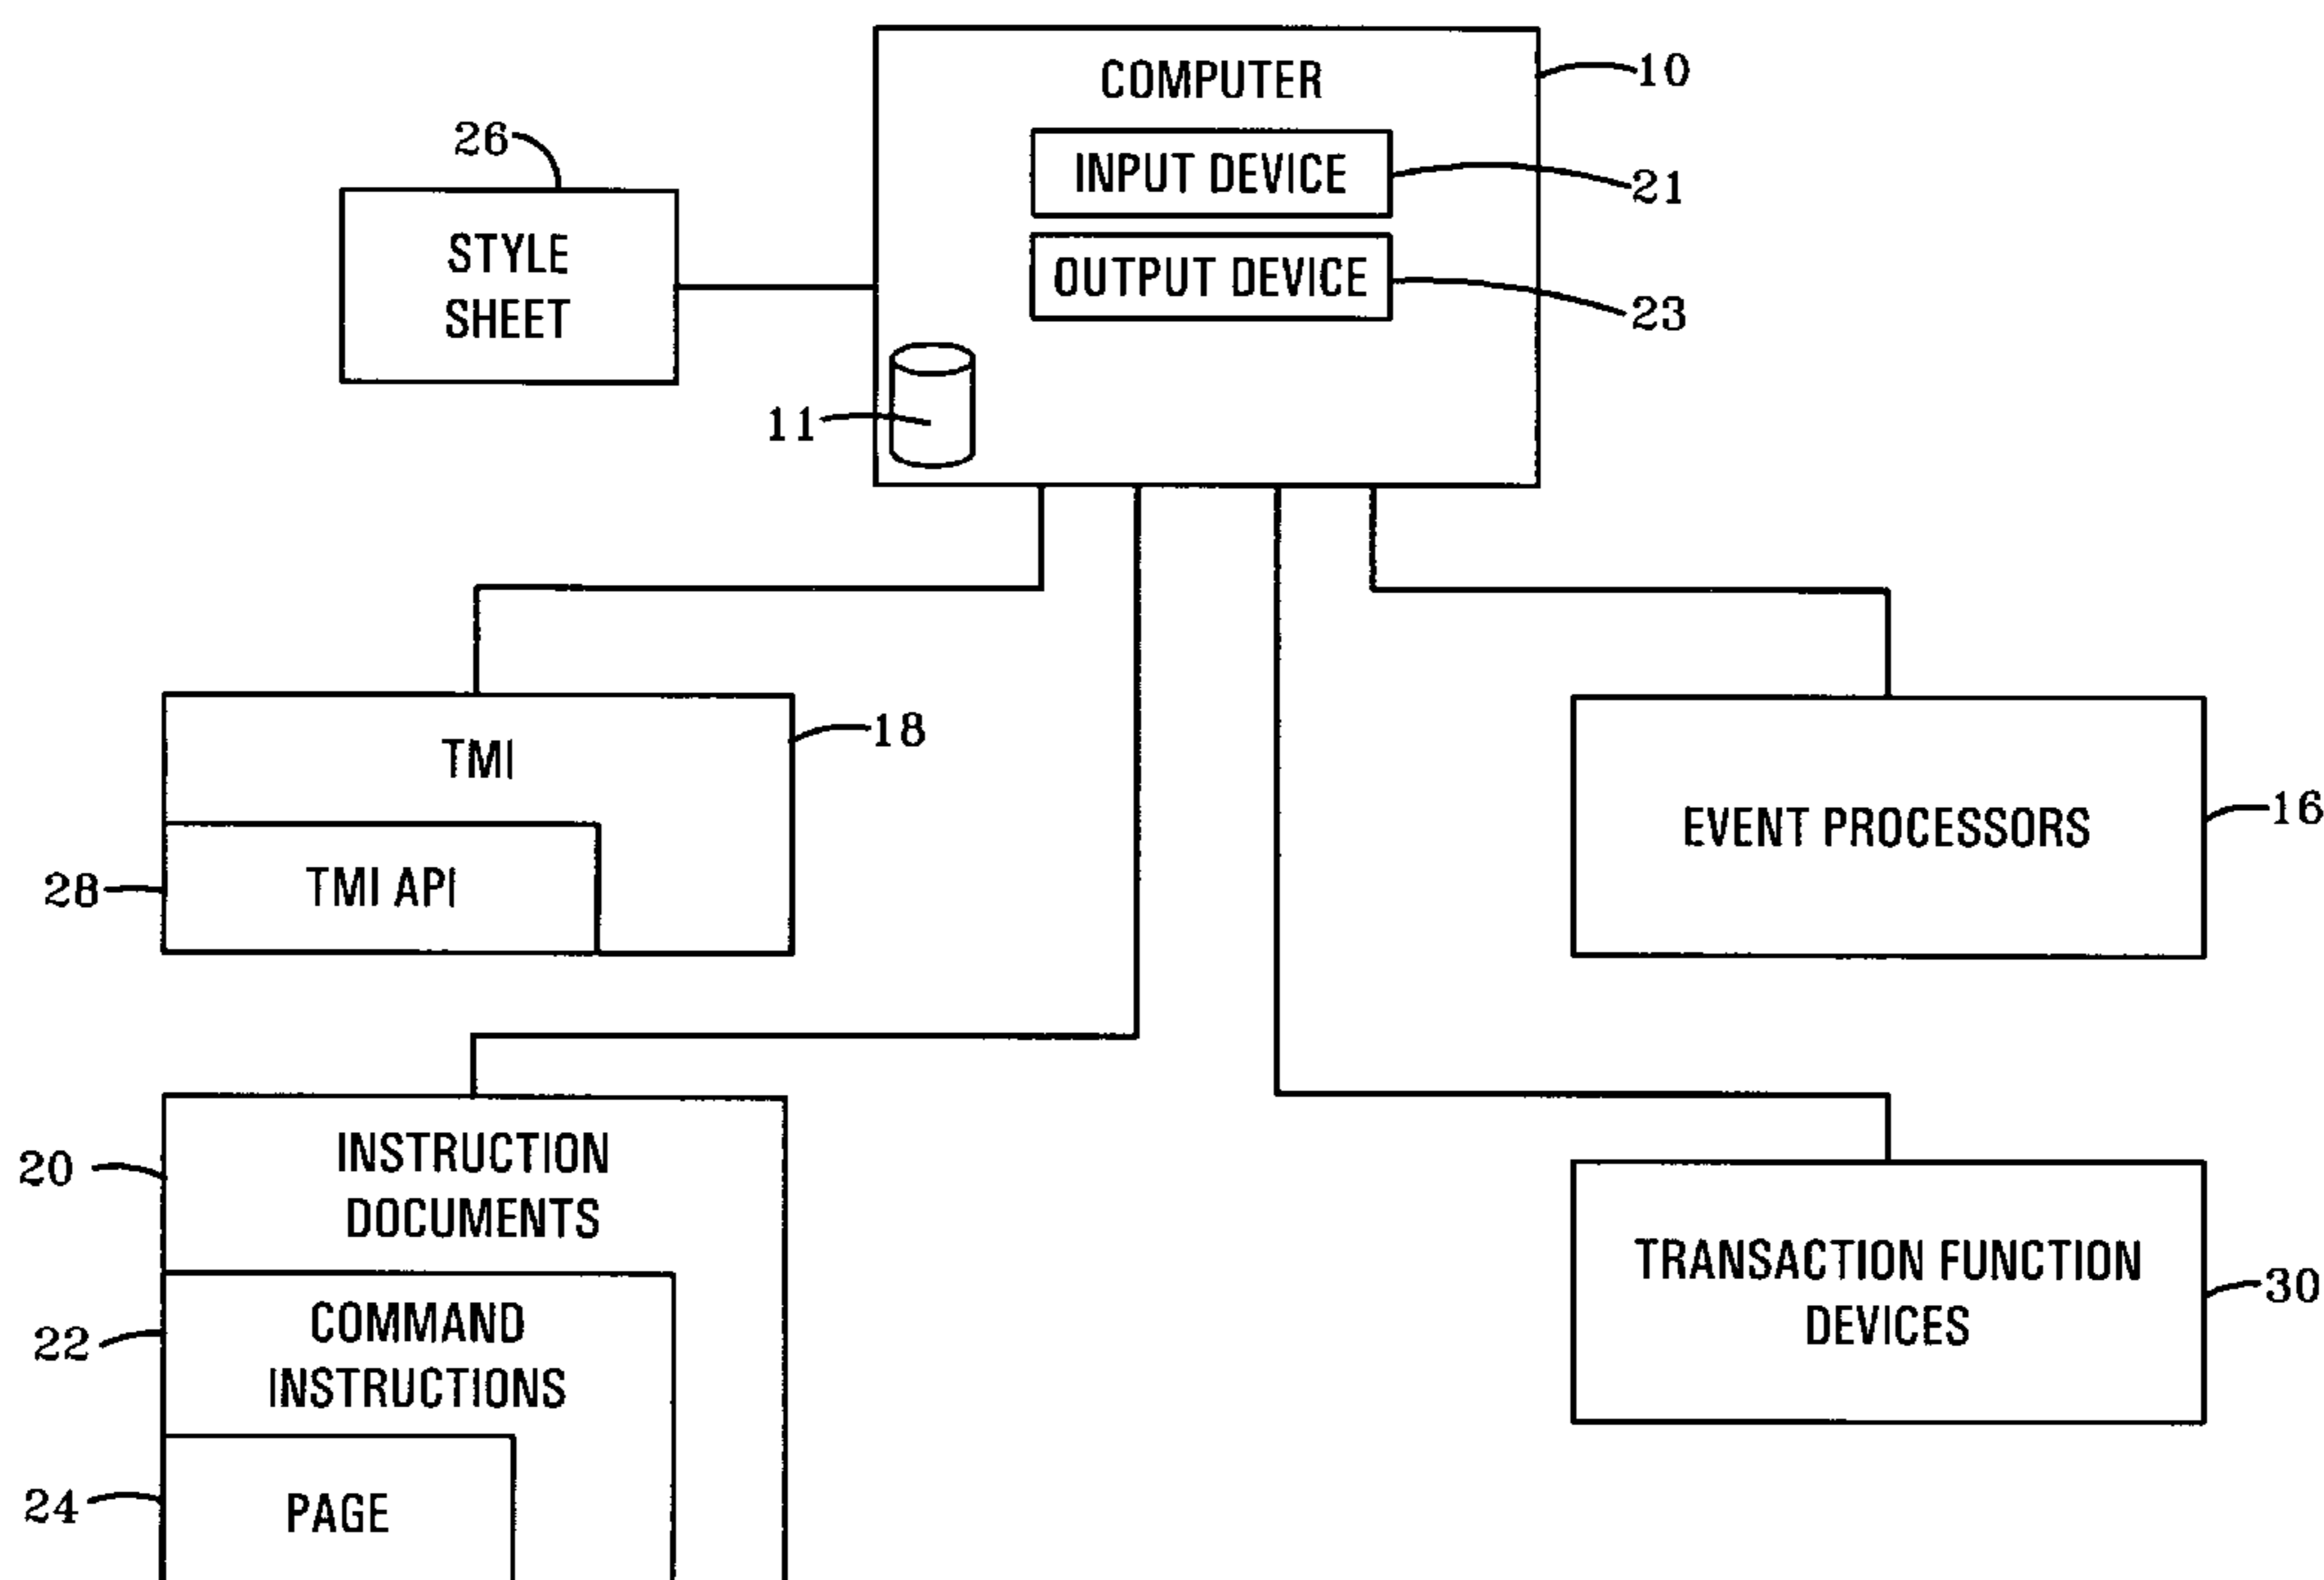 COMPUTER
10
26
INPUT DEVICE
21
STYLE
SHEET
OUTPUT DEVICE
23
11
TMI
18
EVENT PROCESSORS
16
28
TMI API
20
INSTRUCTION
DOCUMENTS
TRANSACTION FUNCTION
DEVICES
30
22
COMMAND
INSTRUCTIONS
24
PAGE